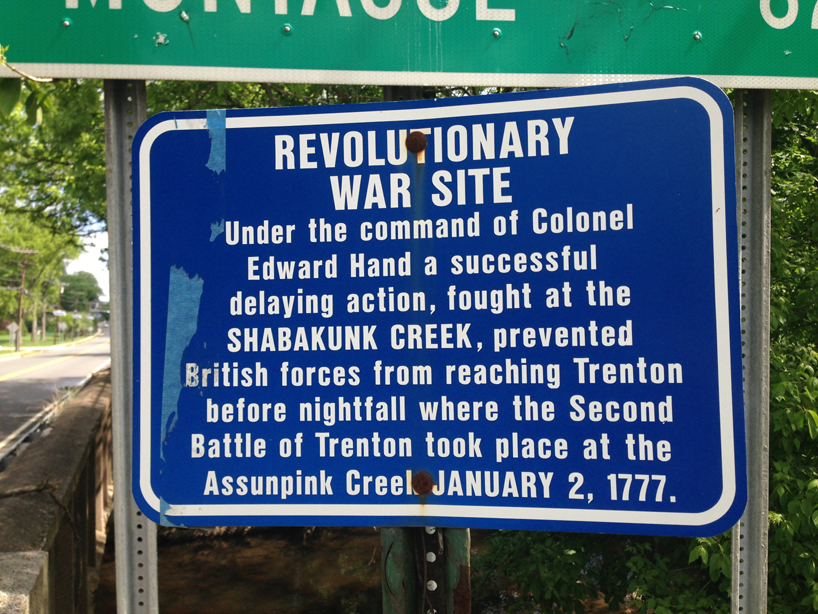 REVOLUTIONARY
WAR SITE
Under the command of Colonel
Edward Hand a successful
delaying action, fought at the
SHABAKUNK CREEK, prevented
British forces from reaching Trenton
before nightfall where the Second
Battle of Trenton took place at the
Assunpink Creek JANUARY 2, 1777.